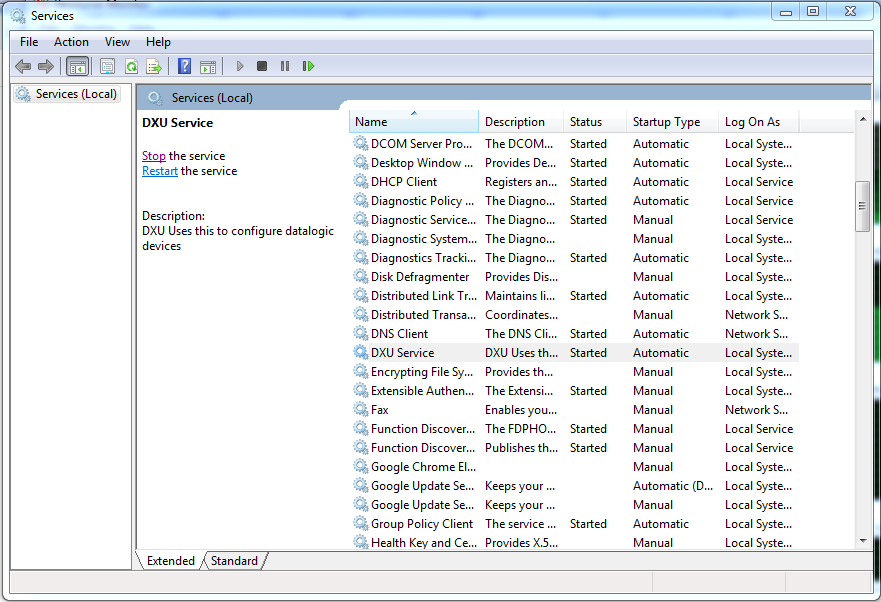 Services
File Action View Help
Services (Local)
Services (Local)
DXU Service
Stop the service
Restart the service
Description:
DXU Uses this to configure datalogic
devices
Name Description Status Startup Type Log On As
DCOM Server Pro... The DCOM... Started Automatic Local Syste...
Desktop Window ... Provides De... Started Automatic Local Syste...
DHCP Client Registers an... Started Automatic Local Service
Diagnostic Policy ... The Diagno... Started Automatic Local Service
Diagnostic Service... The Diagno... Started Manual Local Service
Diagnostic System... The Diagno... Manual Local Syste...
Diagnostics Tracki... The Diagno... Started Automatic Local Syste...
Disk Defragmenter Provides Dis... Manual Local Syste...
Distributed Link Tr... Maintains li... Started Automatic Local Syste...
Distributed Transa... Coordinates... Manual Network S...
DNS Client The DNS Cli... Started Automatic Network S...
DXU Service DXU Uses th... Started Automatic Local Syste...
Encrypting File Sy... Provides th... Manual Local Syste...
Extensible Authen... The Extensi... Started Manual Local Syste...
Fax Enables you... Manual Network S...
Function Discover... The FDPHO... Started Manual Local Service
Function Discover... Publishes th... Started Manual Local Service
Google Chrome El... Manual Local Syste...
Google Update Se... Keeps your ... Automatic (D... Local Syste...
Google Update Se... Keeps your ... Manual Local Syste...
Group Policy Client The service ... Started Automatic Local Syste...
Health Key and Ce... Provides X.5... Manual Local Syste...
Extended Standard